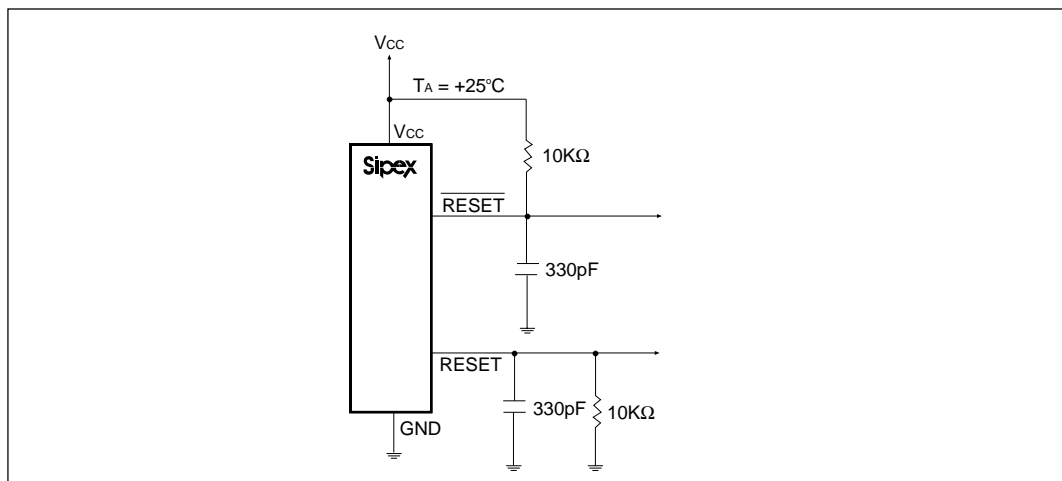 VCC
TA = +25°C
VCC
Sipex
10KΩ
RESET
330pF
RESET
330pF
10KΩ
GND